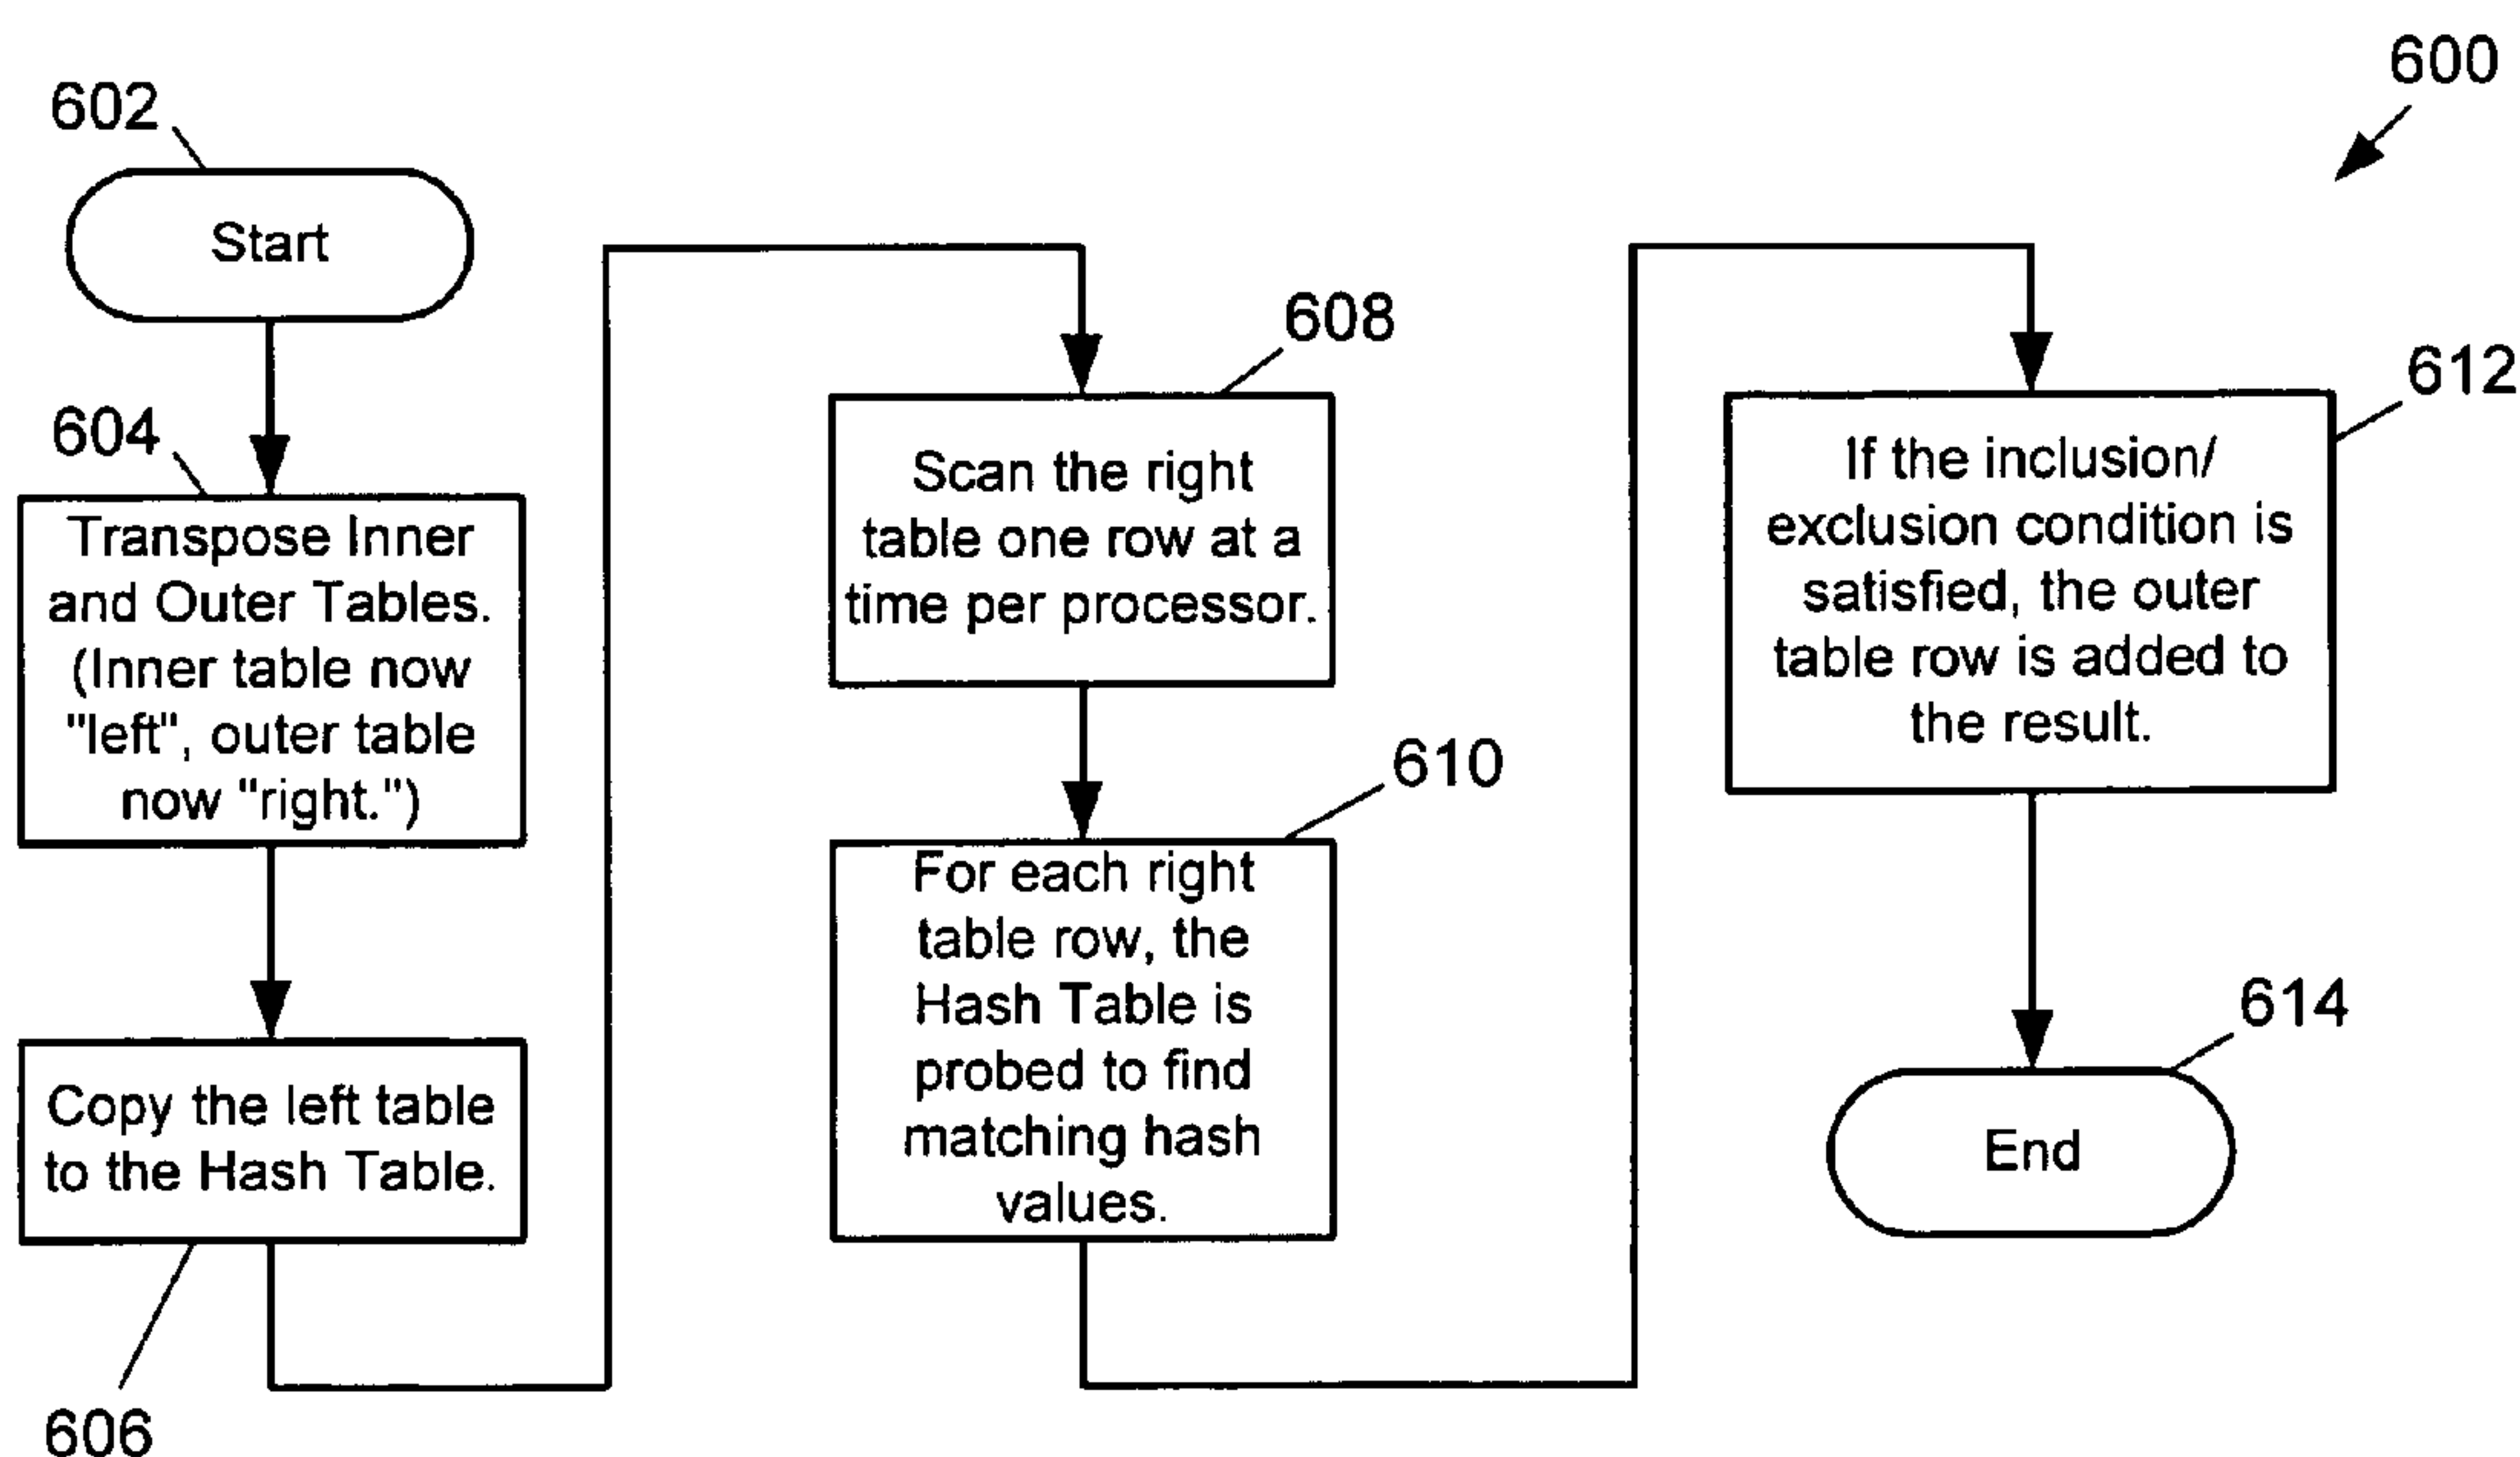 600
602
Start
604
Transpose Inner
and Outer Tables.
(Inner table now
"left", outer table
now "right.")
Copy the left table
to the Hash Table.
606
608
Scan the right
table one row at a
time per processor.
610
For each right
table row, the
Hash Table is
probed to find
matching hash
values.
612
If the inclusion/
exclusion condition is
satisfied, the outer
table row is added to
the result.
614
End